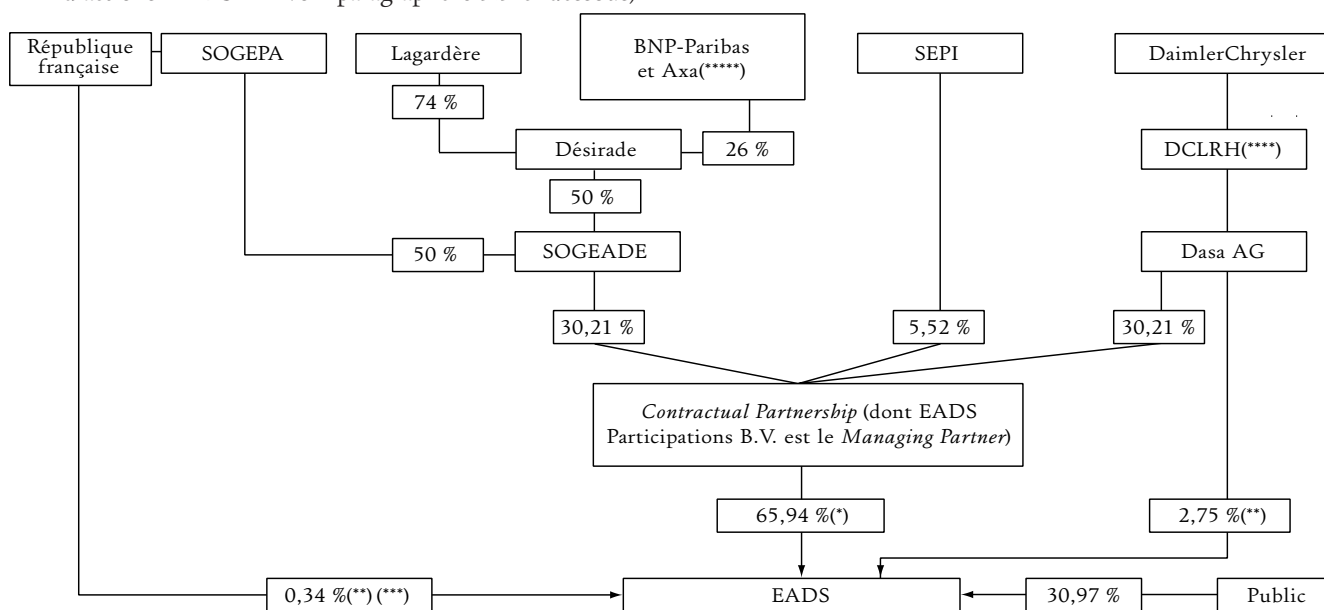 République
française
SOGEPA
Lagardère
BNP-Paribas
et Axa(*****)
SEPI
DaimlerChrysler
74 %
Désirade
26 %
DCLRH(****)
50 %
50 %
SOGEADE
Dasa AG
30,21 %
5,52 %
30,21 %
Contractual Partnership (dont EADS
Participations B.V. est le Managing Partner)
65,94 %(*)
2,75 %(**)
0,34 %(**) (***)
EADS
30,97 %
Public